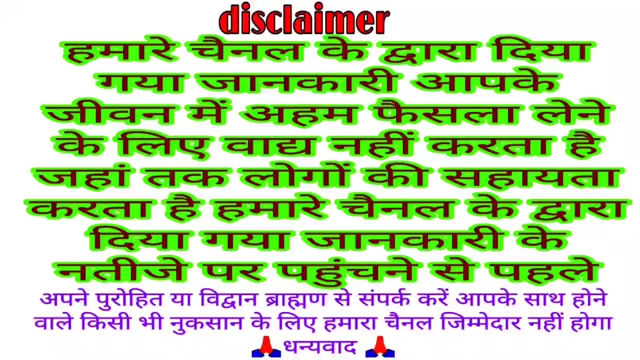 disclaimer
हमारे चैनल के द्वारा दिया
गया जानकारी आपके
जीवन में अहम फैसला लेने
के लिए वाद्य नहीं करता है
जहां तक लोगों की सहायता
करता है हमारे चैनल के द्वारा
दिया गया जानकारी के
नतीजे पर पहुंचने से पहले
अपने पुरोहित या विद्वान ब्राह्मण से संपर्क करें आपके साथ होने
वाले किसी भी नुकसान के लिए हमारा चैनल जिम्मेदार नहीं होगा
🙏धन्यवाद 🙏